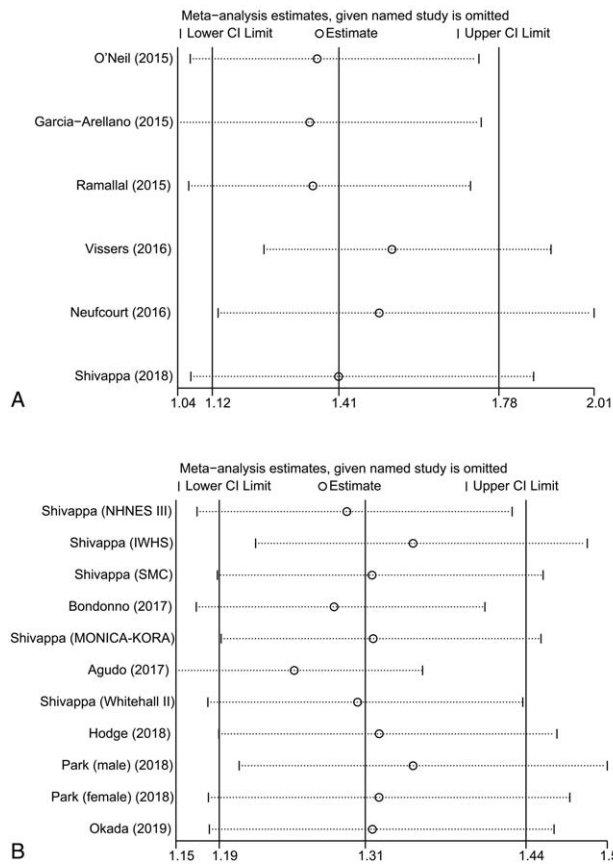 Meta−analysis estimates, given named study is omitted
Lower CI Limit Estimate Upper CI Limit
O'Neil (2015)
Garcia−Arellano (2015)
Ramallal (2015)
Vissers (2016)
Neufcourt (2016)
Shivappa (2018)
A
1.04 1.12 1.41 1.78 2.01
Meta−analysis estimates, given named study is omitted
Lower CI Limit Estimate Upper CI Limit
Shivappa (NHNES III)
Shivappa (IWHS)
Shivappa (SMC)
Bondonno (2017)
Shivappa (MONICA-KORA)
Agudo (2017)
Shivappa (Whitehall II)
Hodge (2018)
Park (male) (2018)
Park (female) (2018)
Okada (2019)
B
1.15 1.19 1.31 1.44